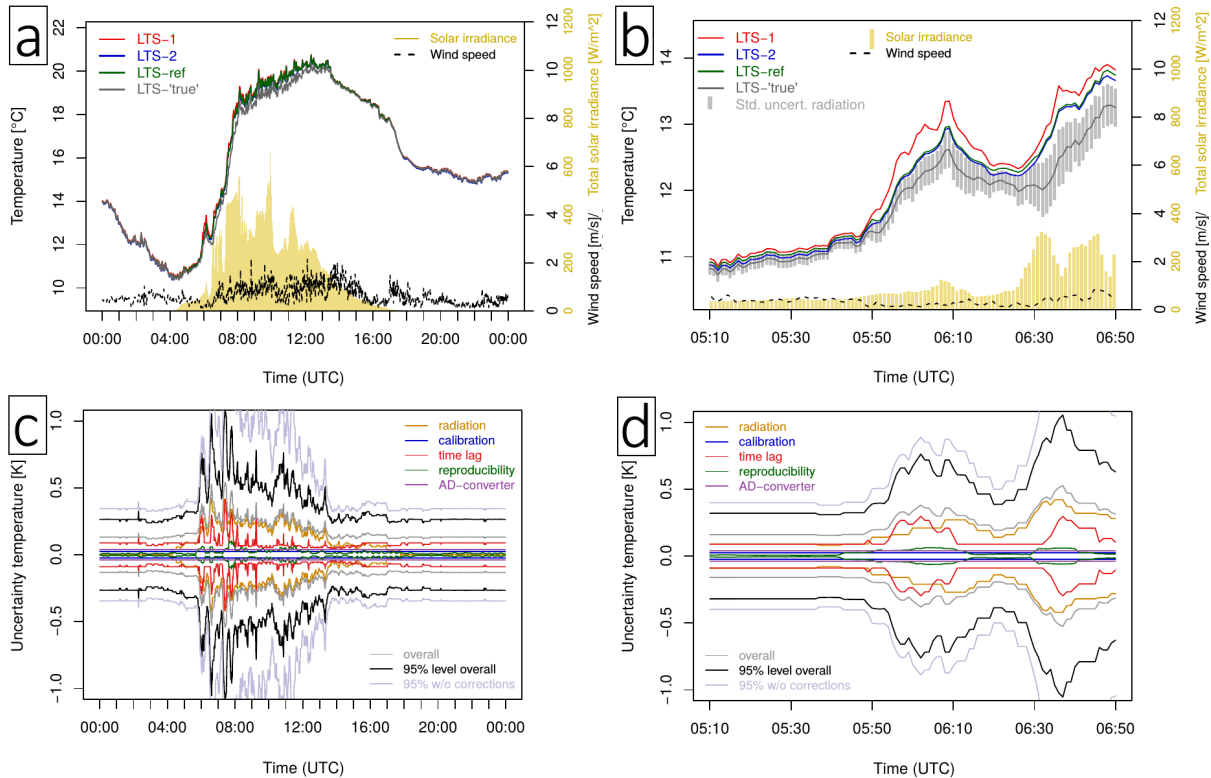 a
22
20
18
16
14
12
10
Temperature [°C]
LTS−1
LTS−2
LTS−ref
LTS−'true'
Solar irradiance
Wind speed
12
10
8
6
4
2
0
Wind speed [m/s]/
1200
1000
800
600
400
200
0
Total solar irradiance [W/m^2]
00:00 04:00 08:00 12:00 16:00 20:00 00:00
Time (UTC)
b
14
13
12
11
Temperature [°C]
LTS−1
LTS−2
LTS−ref
LTS−'true'
Std. uncert. radiation
Solar irradiance
Wind speed
12
10
8
6
4
2
0
Wind speed [m/s]/
1200
1000
800
600
400
200
0
Total solar irradiance [W/m^2]
05:10 05:30 05:50 06:10 06:30 06:50
Time (UTC)
c
1.0
0.5
0.0
−0.5
−1.0
Uncertainty temperature [K]
radiation
calibration
time lag
reproducibility
AD−converter
overall
95% level overall
95% w/o corrections
00:00 04:00 08:00 12:00 16:00 20:00 00:00
Time (UTC)
d
1.0
0.5
0.0
−0.5
−1.0
Uncertainty temperature [K]
radiation
calibration
time lag
reproducibility
AD−converter
overall
95% level overall
95% w/o corrections
05:10 05:30 05:50 06:10 06:30 06:50
Time (UTC)